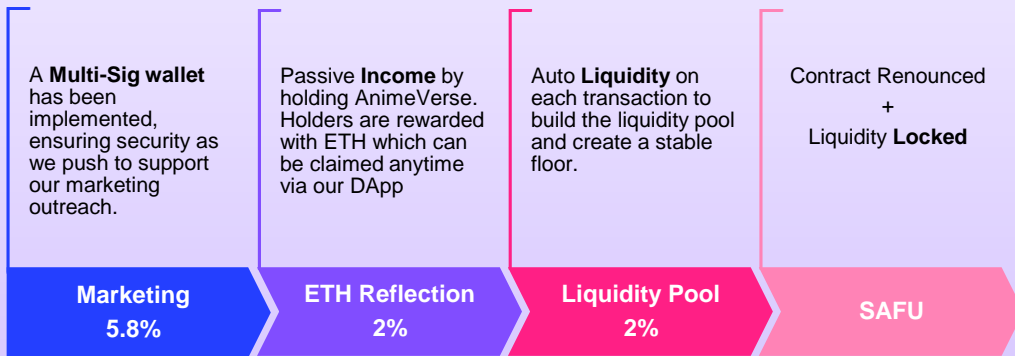 A Multi-Sig wallet
has been
implemented,
ensuring security as
we push to support
our marketing
outreach.
Marketing
5.8%
Passive Income by
holding AnimeVerse.
Holders are rewarded
with ETH which can
be claimed anytime
via our DApp
ETH Reflection
2%
Auto Liquidity on
each transaction to
build the liquidity pool
and create a stable
floor.
Liquidity Pool
2%
Contract Renounced
+
Liquidity Locked
SAFU